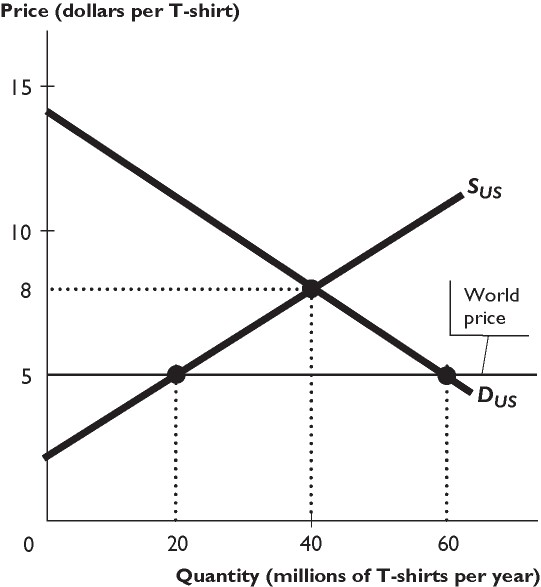 Price (dollars per T-shirt)
15
S_US
10
8
World
price
5
D_US
0
20
40
60
Quantity (millions of T-shirts per year)